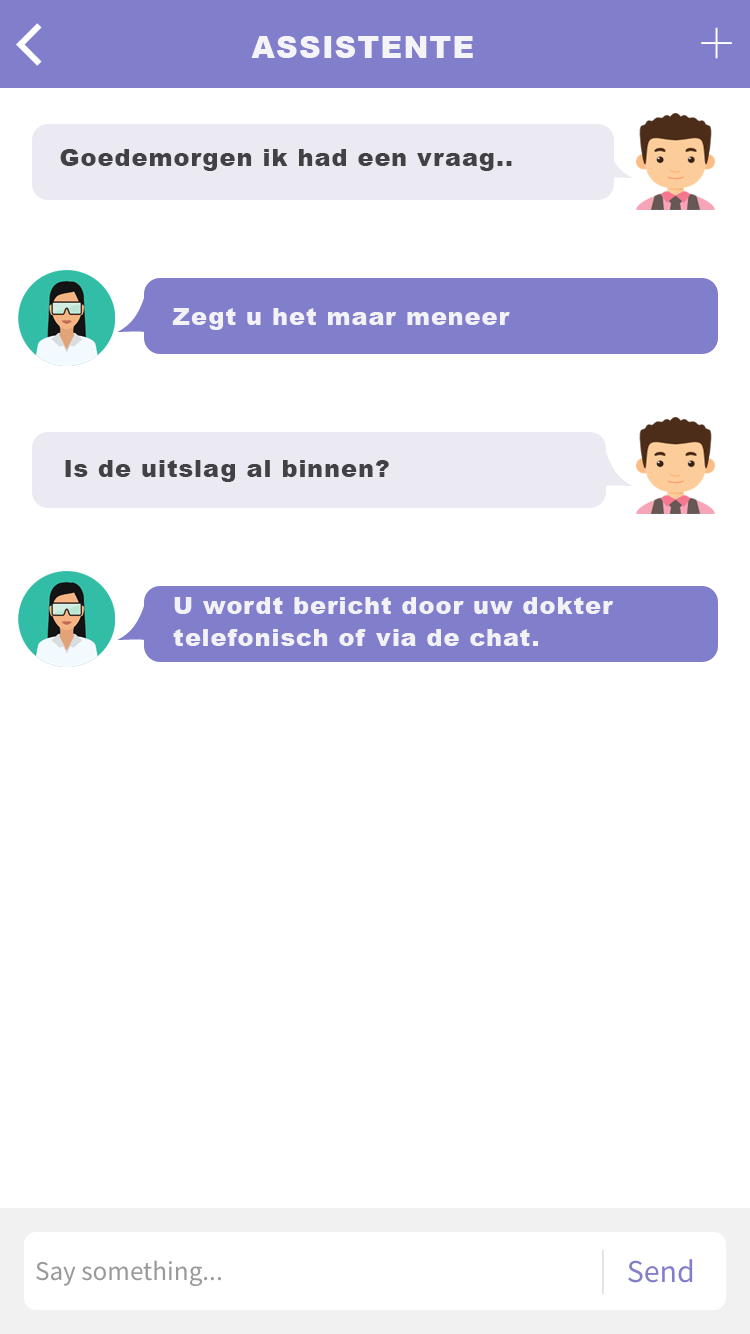 ASSISTENTE
Goedemorgen ik had een vraag..
Zegt u het maar meneer
Is de uitslag al binnen?
U wordt bericht door uw dokter
telefonisch of via de chat.
Say something...
Send